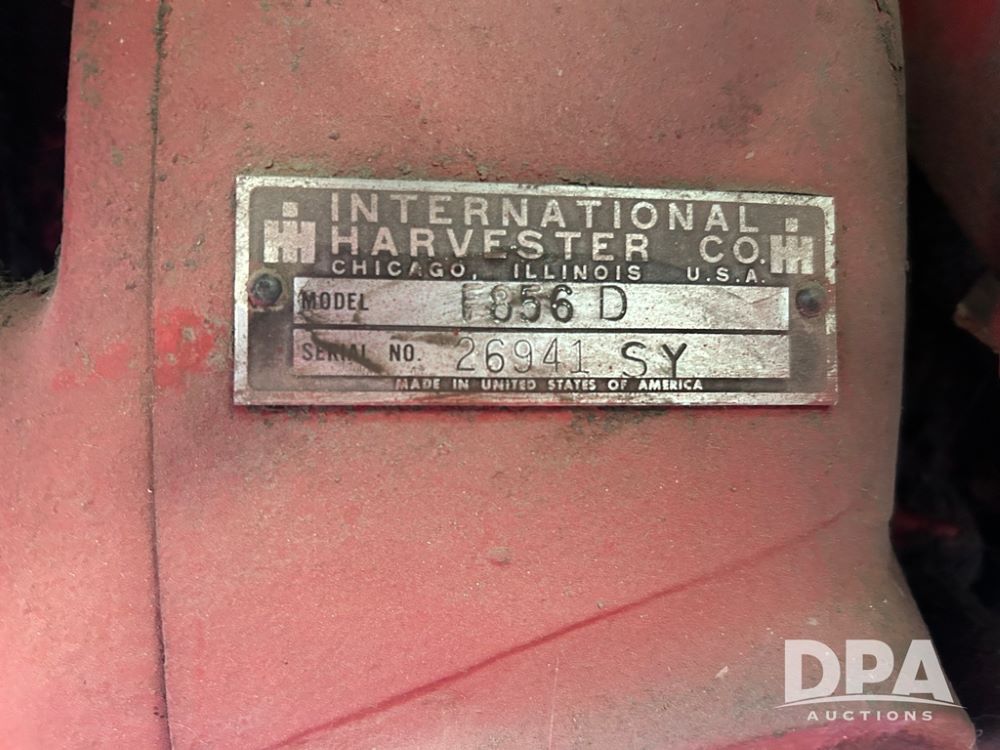 INTERNATIONAL
HARVESTER CO.
CHICAGO, ILLINOIS U.S.A.
MODEL F856 D
SERIAL NO. 26941 SY
MADE IN UNITED STATES OF AMERICA
DPA
AUCTIONS